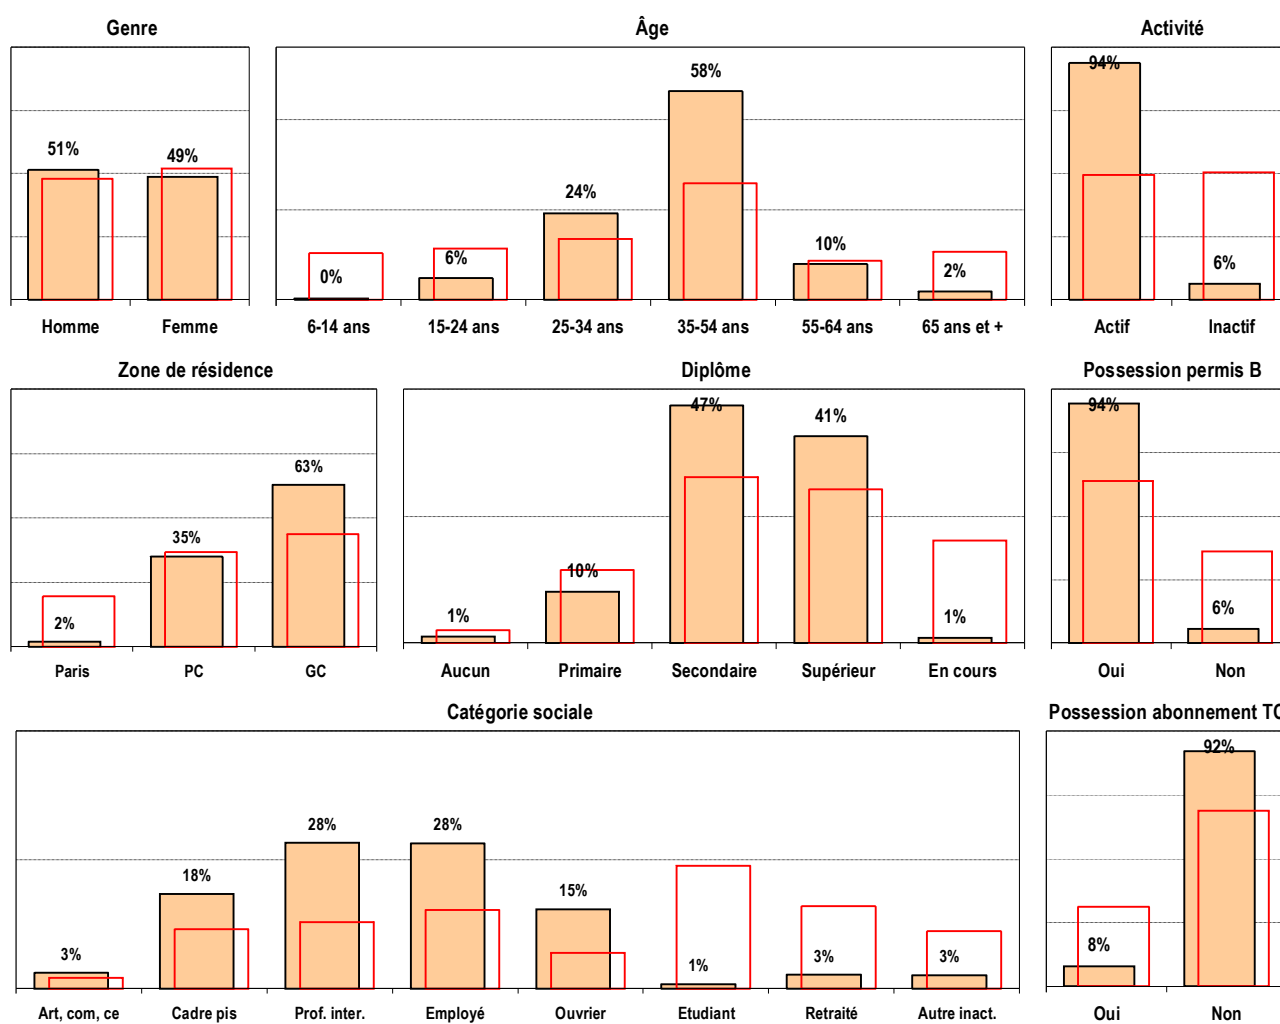 Genre
Âge
Activité
51%
49%
0%
6%
24%
58%
10%
2%
94%
6%
Homme
Femme
6-14 ans
15-24 ans
25-34 ans
35-54 ans
55-64 ans
65 ans et +
Actif
Inactif
Zone de résidence
Diplôme
Possession permis B
2%
35%
63%
1%
10%
47%
41%
1%
94%
6%
Paris
PC
GC
Aucun
Primaire
Secondaire
Supérieur
En cours
Oui
Non
Catégorie sociale
Possession abonnement TC
3%
18%
28%
28%
15%
1%
3%
3%
8%
92%
Art, com, ce
Cadre pis
Prof. inter.
Employé
Ouvrier
Etudiant
Retraité
Autre inact.
Oui
Non